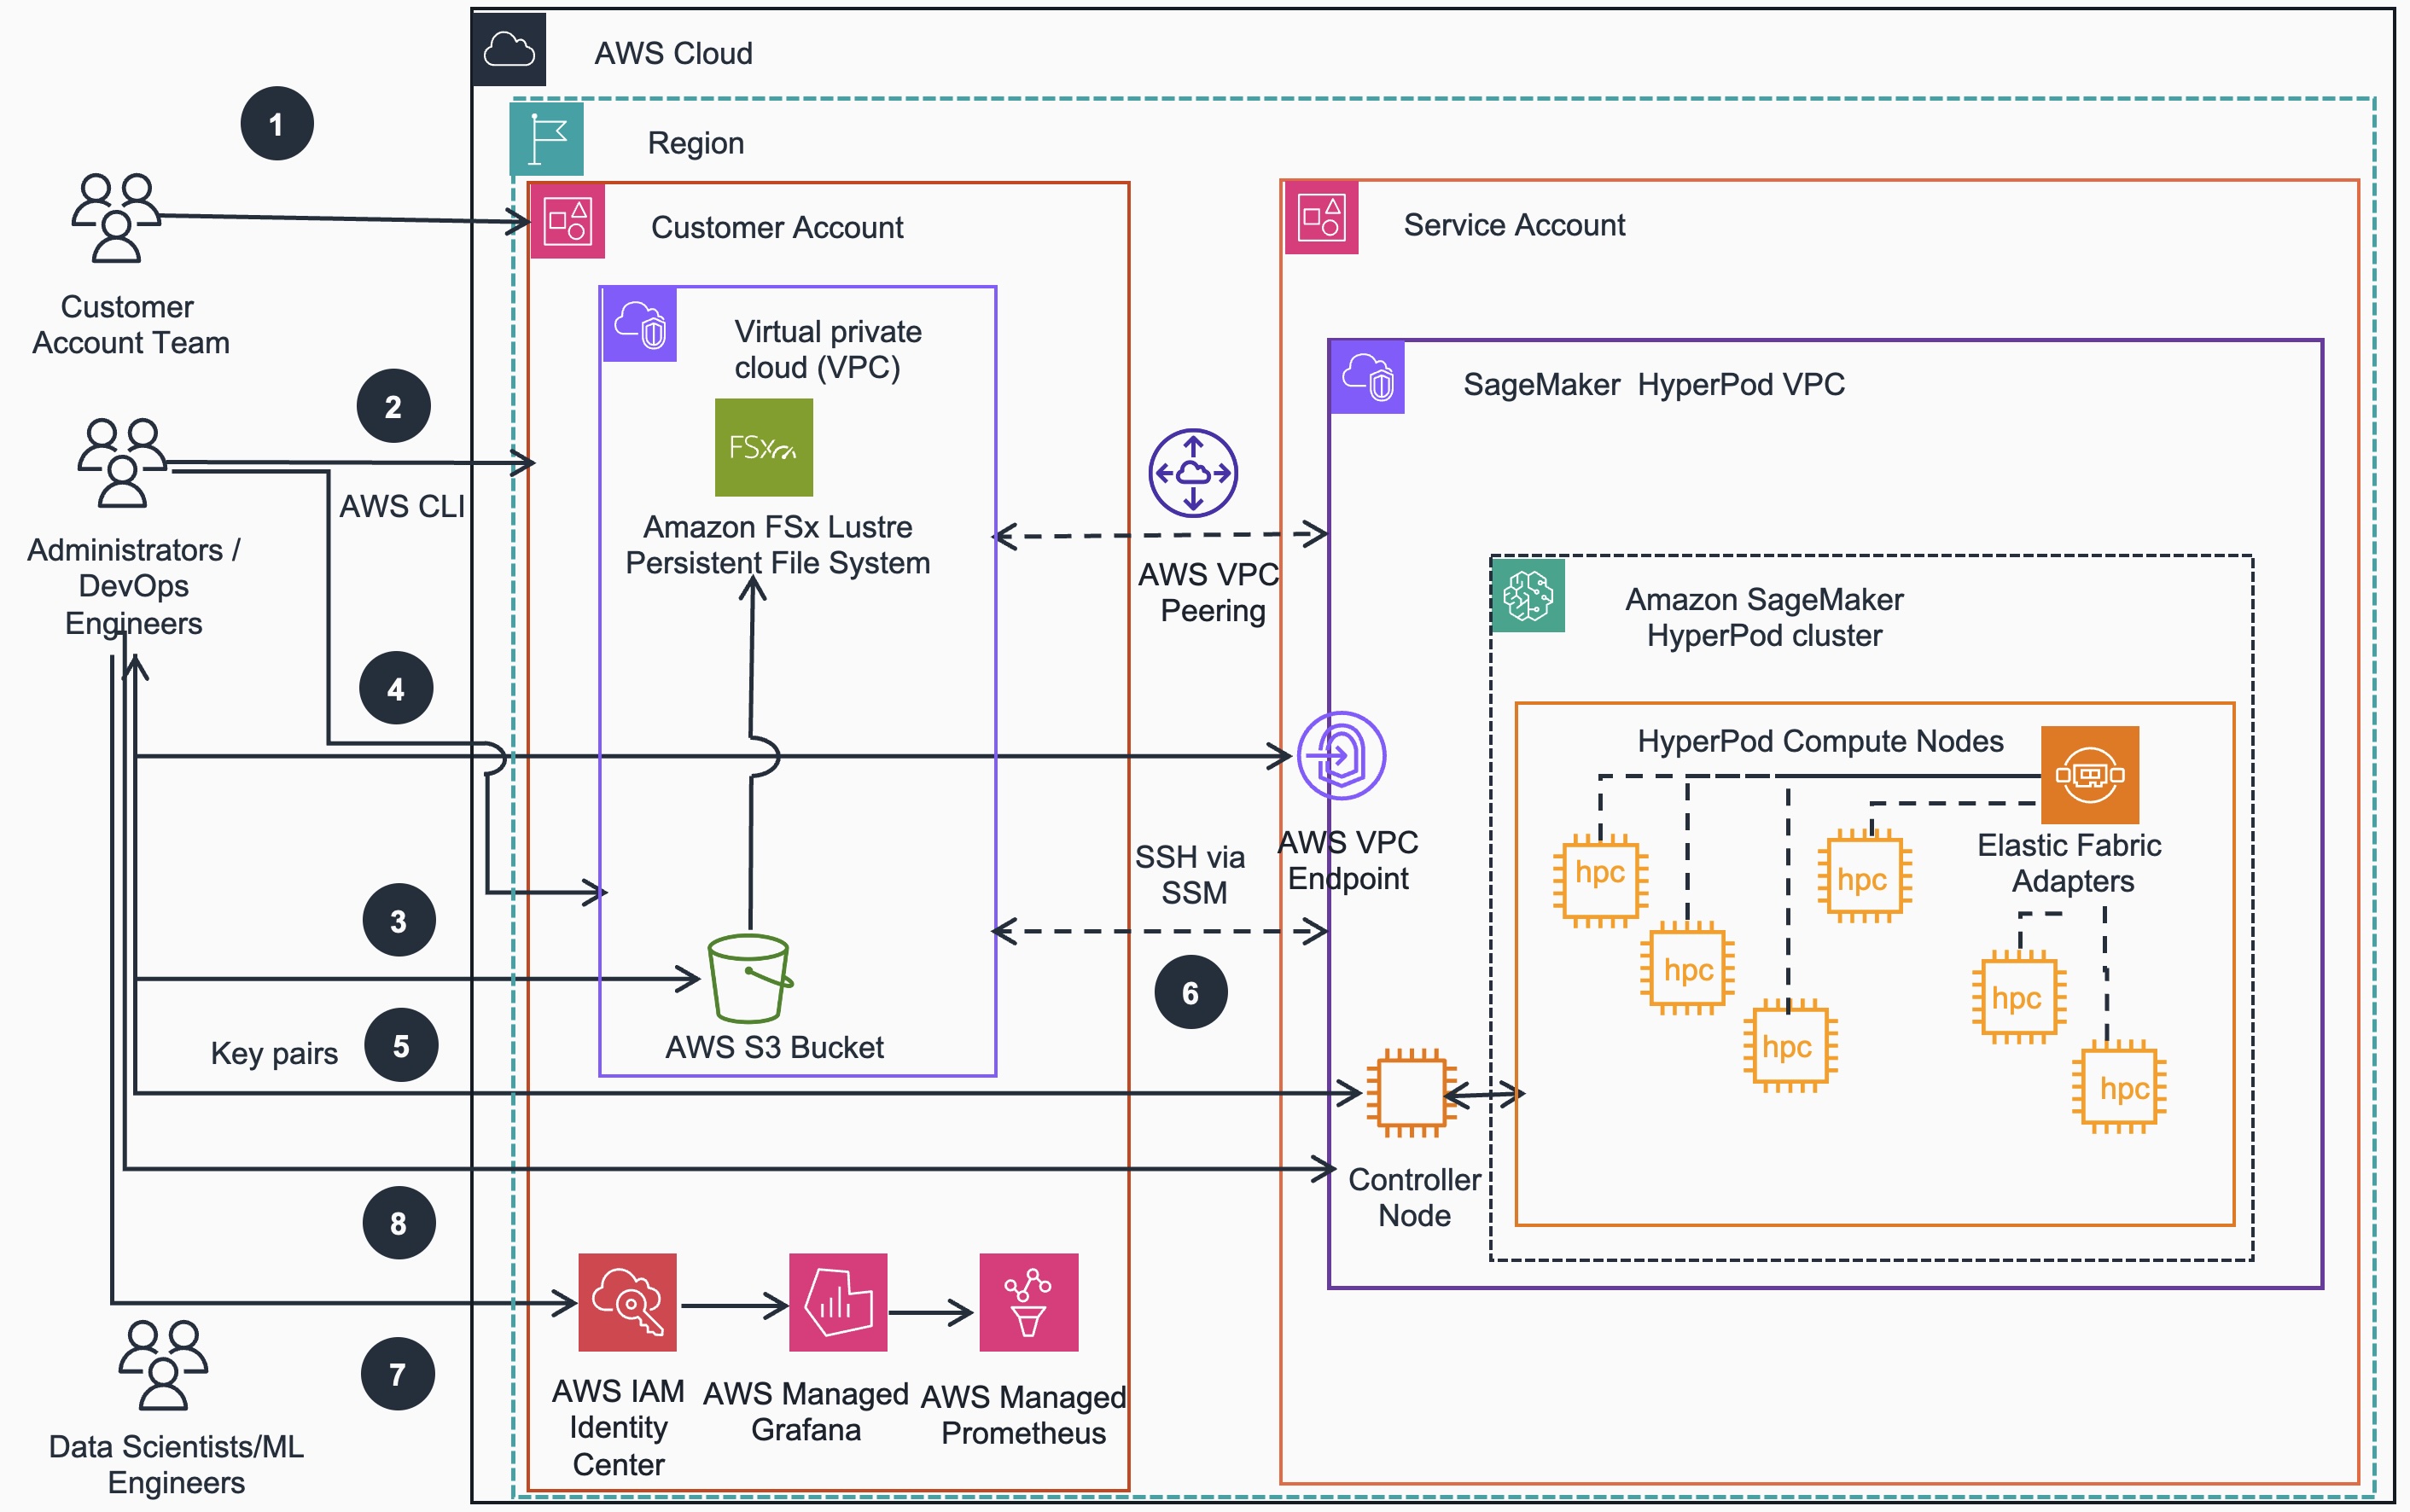 AWS Cloud
1
Region
Customer Account
Service Account
Customer
Account Team
Virtual private
cloud (VPC)
SageMaker  HyperPod VPC
2
FSx
AWS CLI
Amazon FSx Lustre
Persistent File System
Administrators /
DevOps
Engineers
AWS VPC
Peering
Amazon SageMaker
HyperPod cluster
4
HyperPod Compute Nodes
AWS VPC
Endpoint
SSH via
SSM
Elastic Fabric
Adapters
hpc
hpc
hpc
hpc
hpc
hpc
3
6
AWS S3 Bucket
Key pairs
5
Controller
Node
8
7
AWS IAM
Identity
Center
AWS Managed
Grafana
AWS Managed
Prometheus
Data Scientists/ML
Engineers